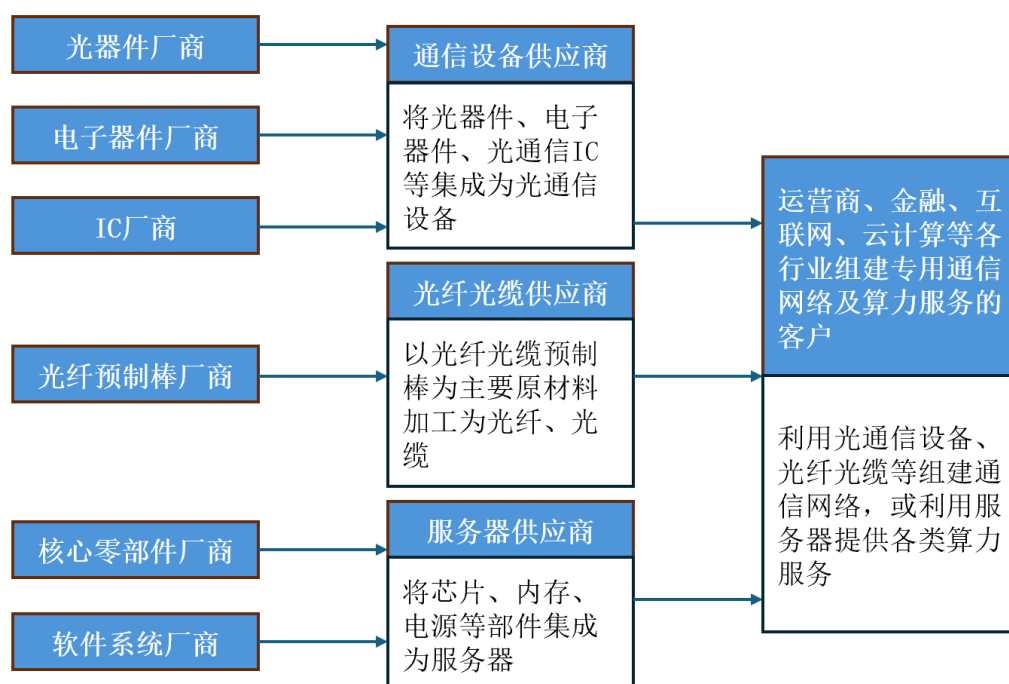 光器件厂商
电子器件厂商
IC厂商
光纤预制棒厂商
核心零部件厂商
软件系统厂商
通信设备供应商
将光器件、电子
器件、光通信IC
等集成为光通信
设备
光纤光缆供应商
以光纤光缆预制
棒为主要原材料
加工为光纤、光
缆
服务器供应商
将芯片、内存、
电源等部件集成
为服务器
运营商、金融、互
联网、云计算等各
行业组建专用通信
网络及算力服务的
客户
利用光通信设备、
光纤光缆等组建通
信网络，或利用服
务器提供各类算力
服务